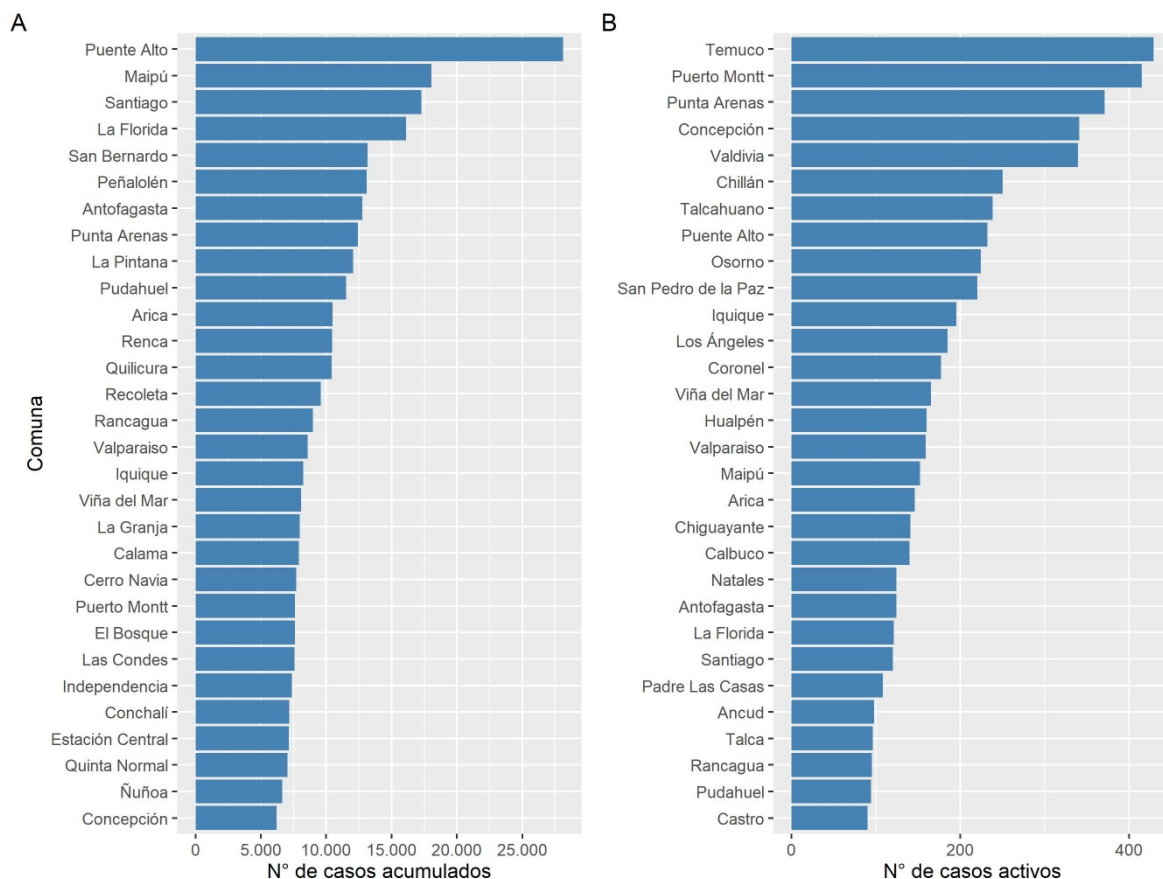 A
Comuna
Puente Alto
Maipú
Santiago
La Florida
San Bernardo
Peñalolén
Antofagasta
Punta Arenas
La Pintana
Pudahuel
Arica
Renca
Quilicura
Recoleta
Rancagua
Valparaiso
Iquique
Viña del Mar
La Granja
Calama
Cerro Navia
Puerto Montt
El Bosque
Las Condes
Independencia
Conchalí
Estación Central
Quinta Normal
Ñuñoa
Concepción
0 5.000 10.000 15.000 20.000 25.000
N° de casos acumulados
B
Temuco
Puerto Montt
Punta Arenas
Concepción
Valdivia
Chillán
Talcahuano
Puente Alto
Osorno
San Pedro de la Paz
Iquique
Los Ángeles
Coronel
Viña del Mar
Hualpén
Valparaiso
Maipú
Arica
Chiguayante
Calbuco
Natales
Antofagasta
La Florida
Santiago
Padre Las Casas
Ancud
Talca
Rancagua
Pudahuel
Castro
0 200 400
N° de casos activos